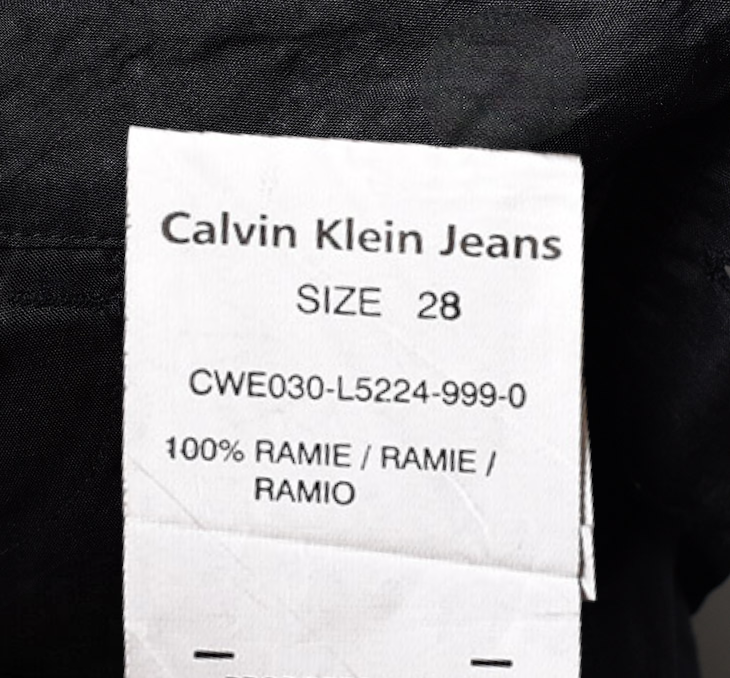 Calvin Klein Jeans
SIZE 28
CWE030-L5224-999-0
100% RAMIE / RAMIE /
RAMIO